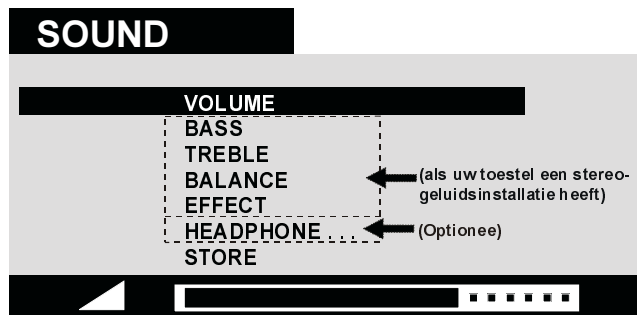 SOUND
VOLUME
BASS
TREBLE
BALANCE
EFFECT
HEADPHONE . . .
STORE
(als uw toestel een stereo-
geluidsinstallatie heeft)
(Optionee)